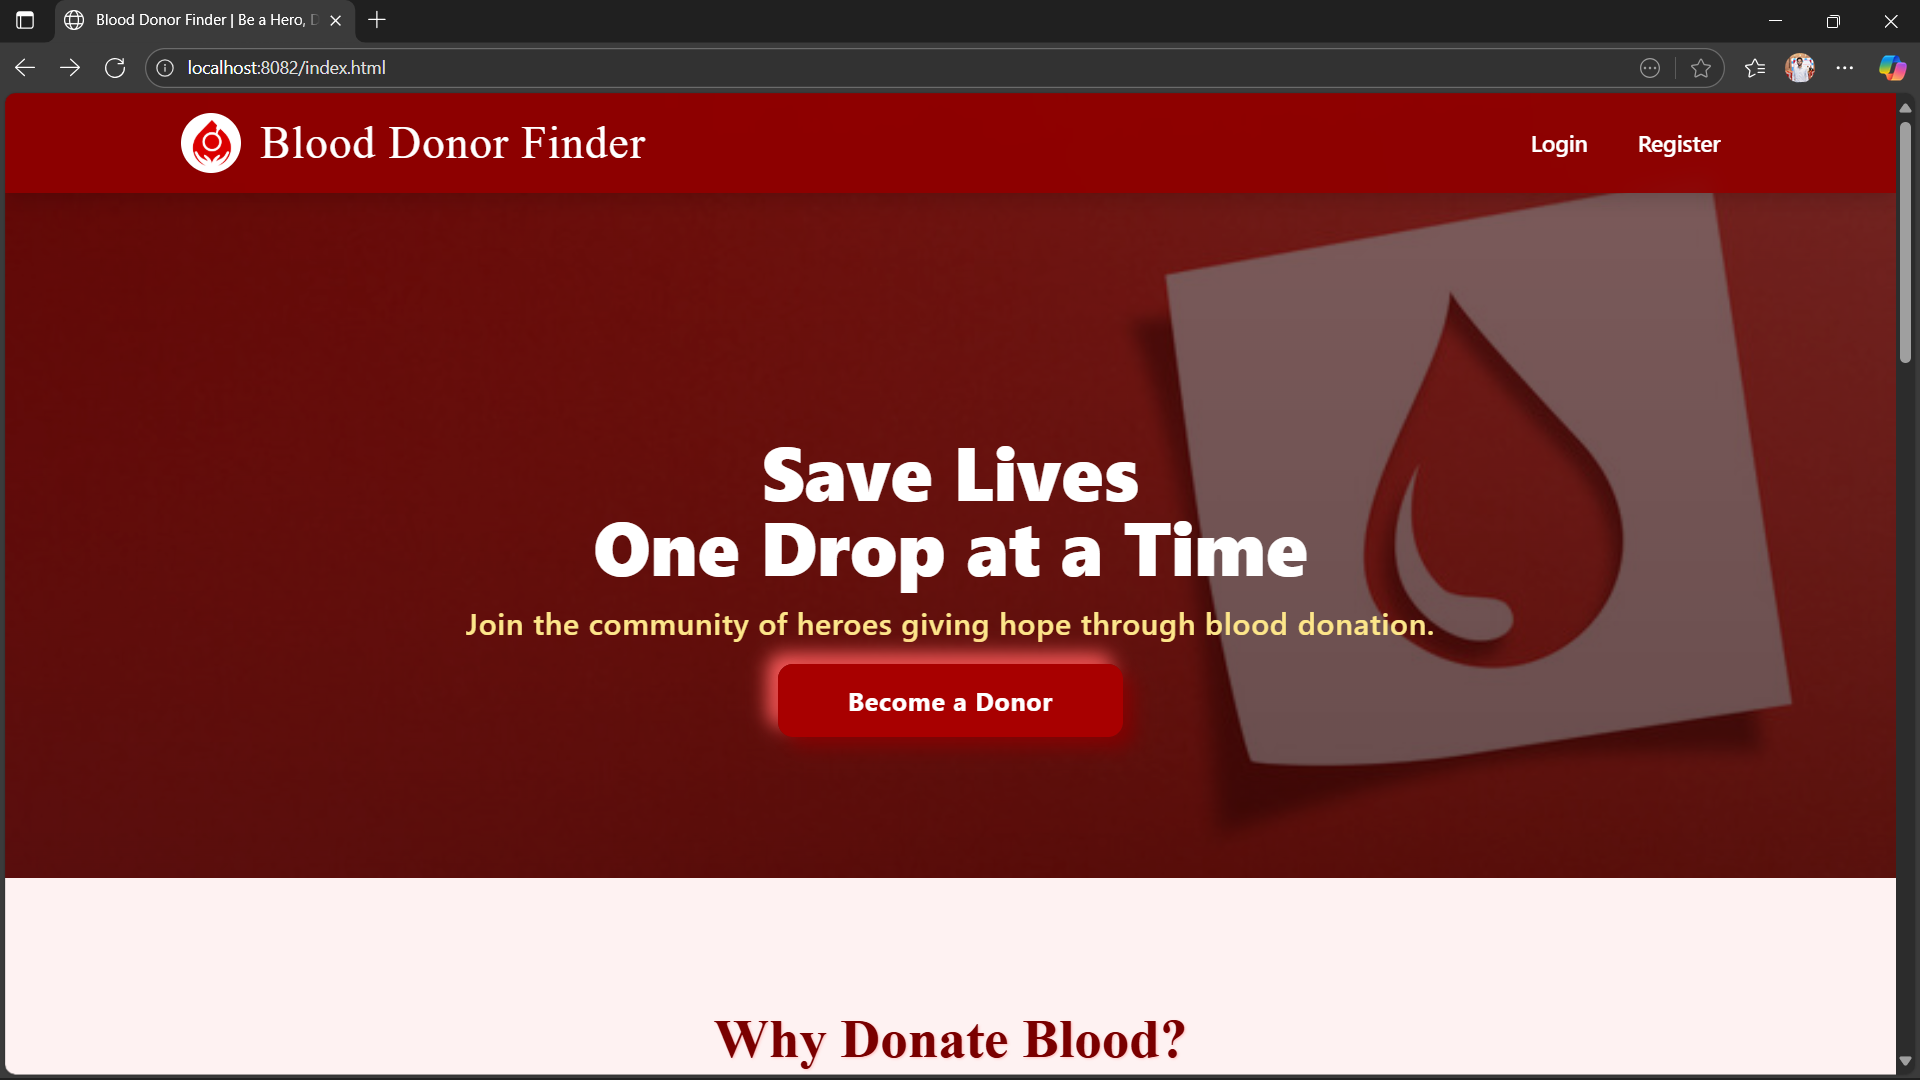 Blood Donor Finder | Be a Hero, D
localhost:8082/index.html
Blood Donor Finder
Login
Register
Save Lives
One Drop at a Time
Join the community of heroes giving hope through blood donation.
Become a Donor
Why Donate Blood?